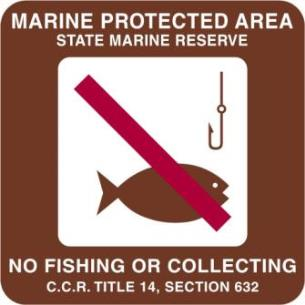 MARINE PROTECTED AREA
STATE MARINE RESERVE
NO FISHING OR COLLECTING
C.C.R. TITLE 14, SECTION 632